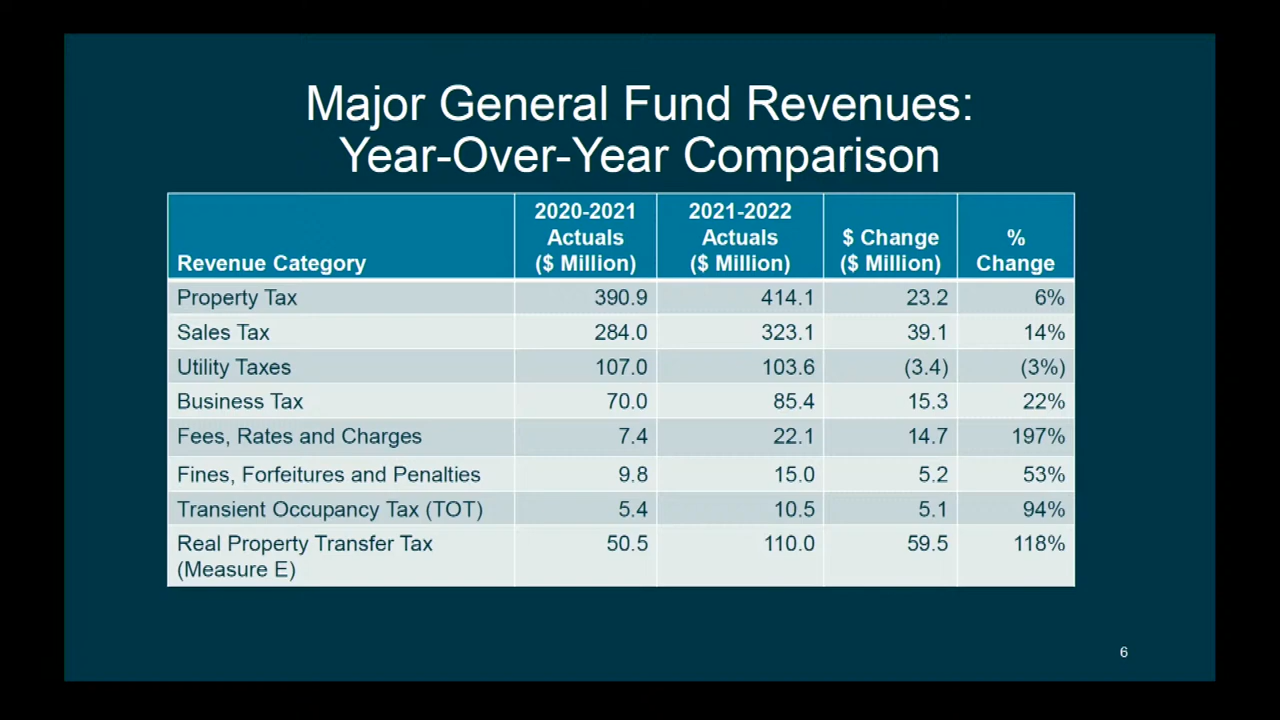 Major General Fund Revenues:
Year-Over-Year Comparison
Revenue Category 2020-2021 Actuals ($ Million) 2021-2022 Actuals ($ Million) $ Change ($ Million) % Change
Property Tax 390.9 414.1 23.2 6%
Sales Tax 284.0 323.1 39.1 14%
Utility Taxes 107.0 103.6 (3.4) (3%)
Business Tax 70.0 85.4 15.3 22%
Fees, Rates and Charges 7.4 22.1 14.7 197%
Fines, Forfeitures and Penalties 9.8 15.0 5.2 53%
Transient Occupancy Tax (TOT) 5.4 10.5 5.1 94%
Real Property Transfer Tax 50.5 110.0 59.5 118%
(Measure E)
6